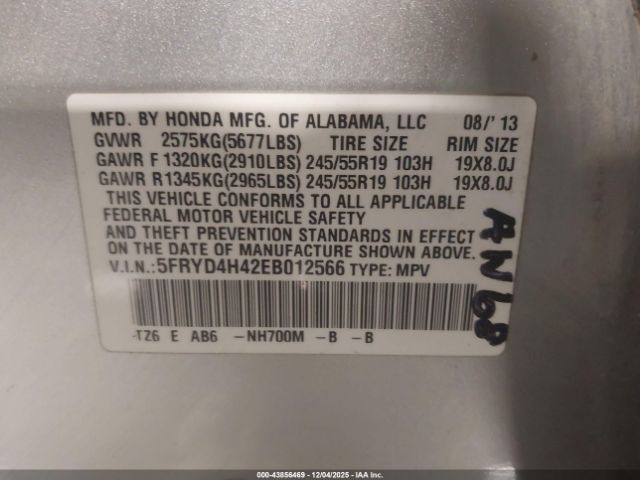 MFD. BY HONDA MFG. OF ALABAMA, LLC 08/' 13
GVWR 2575KG(5677LBS) TIRE SIZE RIM SIZE
GAWR F 1320KG(2910LBS) 245/55R19 103H 19X8.0J
GAWR R1345KG(2965LBS) 245/55R19 103H 19X8.0J
THIS VEHICLE CONFORMS TO ALL APPLICABLE
FEDERAL MOTOR VEHICLE SAFETY
AND THEFT PREVENTION STANDARDS IN EFFECT
ON THE DATE OF MANUFACTURE SHOWN ABOVE.
V.I.N.:5FRYD4H42EB012566 TYPE: MPV
-TZ6 E AB6 -NH700M -B -B
AN68
000-43856469 - 12/04/2025 - IAA Inc.